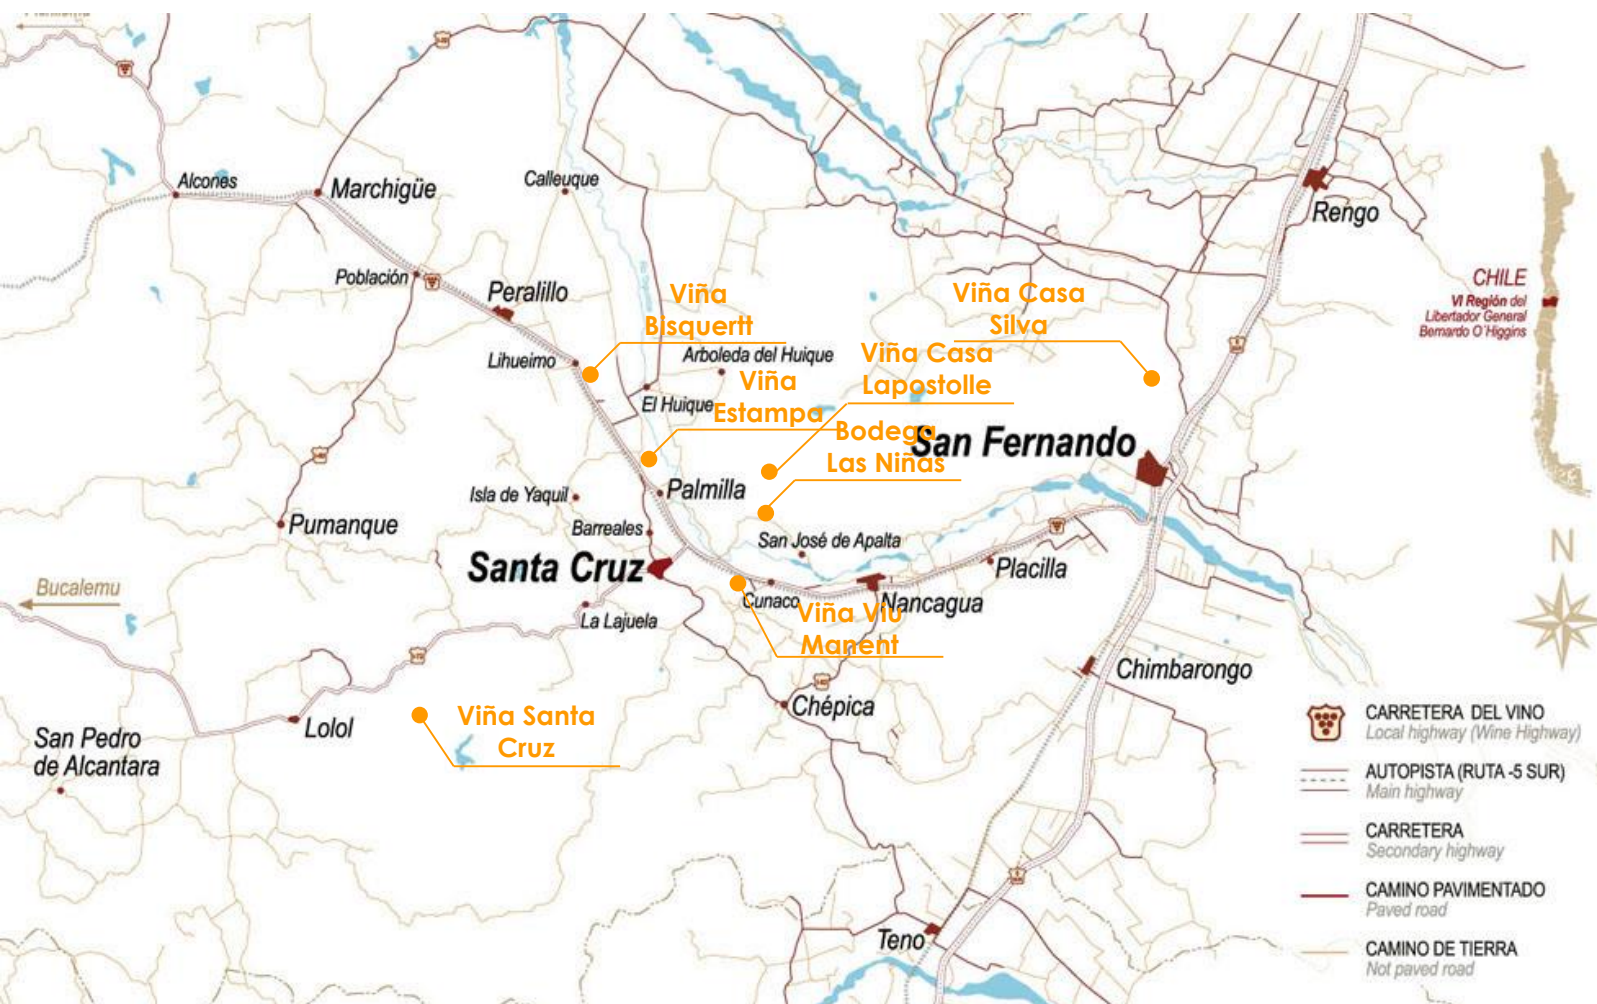 Alcones
Marchigüe
Calleuque
Rengo
Población
Peralillo
Viña
Bisquertt
Viña Casa
Silva
CHILE
VI Región del
Libertador General
Bernardo O'Higgins
Lihueimo
Arboleda del Huique
Viña Casa
Lapostolle
Viña
Estampa
El Huique
Bodega
Las Niñas
San Fernando
Isla de Yaquil
Palmilla
Pumanque
Barreales
San José de Apalta
Santa Cruz
Placilla
N
Bucalemu
Cunaco
Nancagua
La Lajuela
Viña Viu
Manent
Chimbarongo
Chépica
Viña Santa
Cruz
Lolol
San Pedro
de Alcantara
CARRETERA DEL VINO
Local highway (Wine Highway)
AUTOPISTA (RUTA -5 SUR)
Main highway
CARRETERA
Secondary highway
CAMINO PAVIMENTADO
Paved road
Teno
CAMINO DE TIERRA
Not paved road